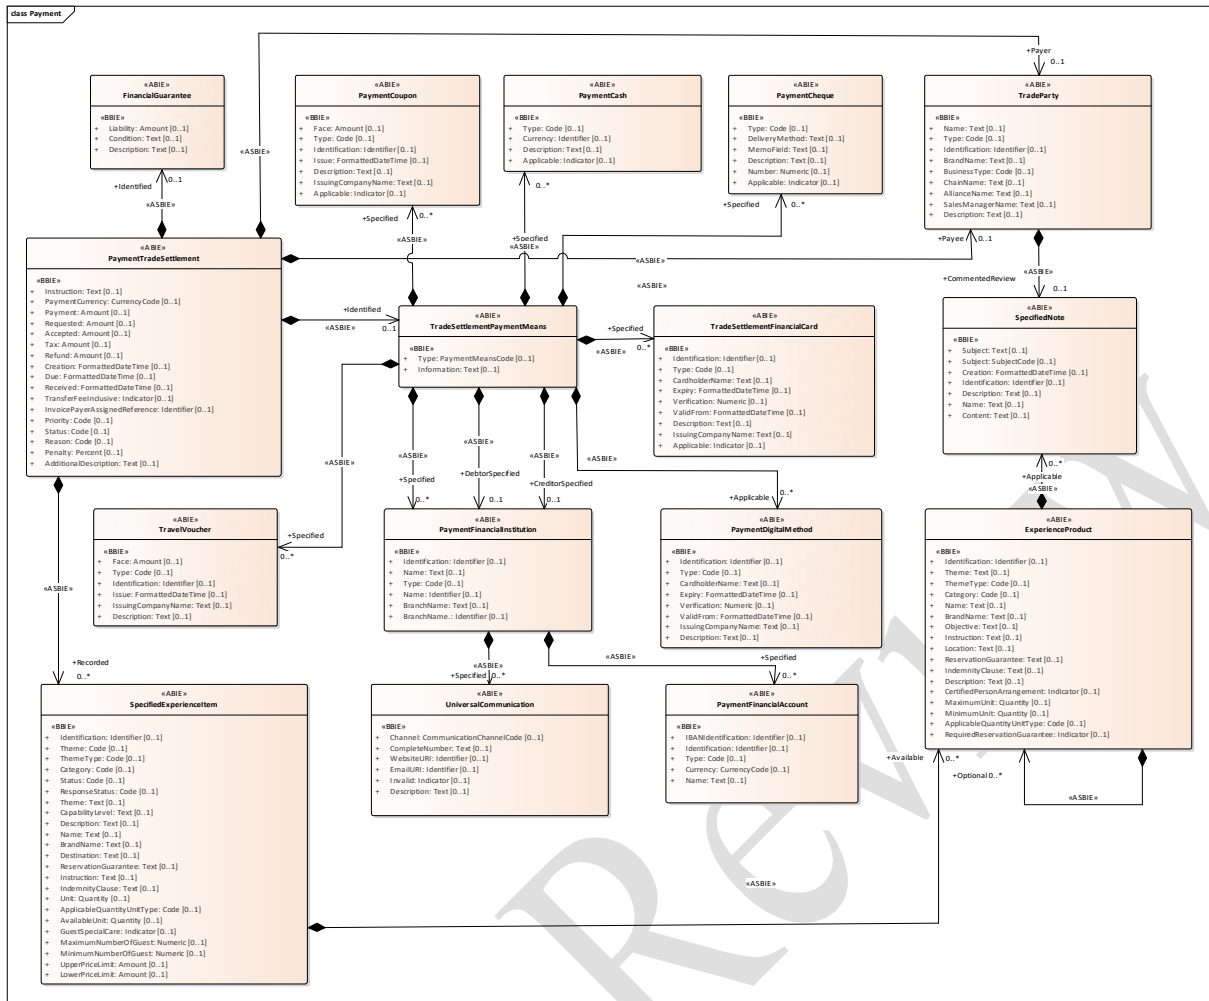 class Payment
+Payer
0..1
«ASBIE»
«ABIE»
FinancialGuarantee
«BBIE»
+ Liability: Amount [0..1]
+ Condition: Text [0..1]
+ Description: Text [0..1]
+Identified
0..1
«ASBIE»
«ABIE»
PaymentCoupon
«BBIE»
+ Face: Amount [0..1]
+ Type: Code [0..1]
+ Identification: Identifier [0..1]
+ Issue: FormattedDateTime [0..1]
+ Description: Text [0..1]
+ IssuingCompanyName: Text [0..1]
+ Applicable: Indicator [0..1]
+Specified
0..*
«ASBIE»
«ABIE»
PaymentCash
«BBIE»
+ Type: Code [0..1]
+ Currency: Identifier [0..1]
+ Description: Text [0..1]
+ Applicable: Indicator [0..1]
0..*
+Specified
«ASBIE»
«ABIE»
PaymentCheque
«BBIE»
+ Type: Code [0..1]
+ DeliveryMethod: Text [0..1]
+ MemoField: Text [0..1]
+ Description: Text [0..1]
+ Number: Numeric [0..1]
+ Applicable: Indicator [0..1]
+Specified
0..*
«ASBIE»
«ABIE»
TradeParty
«BBIE»
+ Name: Text [0..1]
+ Type: Code [0..1]
+ Identification: Identifier [0..1]
+ BrandName: Text [0..1]
+ BusinessType: Code [0..1]
+ ChainName: Text [0..1]
+ AllianceName: Text [0..1]
+ SalesManagerName: Text [0..1]
+ Description: Text [0..1]
+Payee
0..1
«ASBIE»
+CommentedReview
«ASBIE»
0..1
«ABIE»
PaymentTradeSettlement
«BBIE»
+ Instruction: Text [0..1]
+ PaymentCurrency: CurrencyCode [0..1]
+ Payment: Amount [0..1]
+ Requested: Amount [0..1]
+ Accepted: Amount [0..1]
+ Tax: Amount [0..1]
+ Refund: Amount [0..1]
+ Creation: FormattedDateTime [0..1]
+ Due: FormattedDateTime [0..1]
+ Received: FormattedDateTime [0..1]
+ TransferFeeInclusive: Indicator [0..1]
+ InvoicePayerAssignedReference: Identifier [0..1]
+ Priority: Code [0..1]
+ Status: Code [0..1]
+ Reason: Code [0..1]
+ Penalty: Percent [0..1]
+ AdditionalDescription: Text [0..1]
+Identified
«ASBIE»
0..1
«ABIE»
TradeSettlementPaymentMeans
«BBIE»
+ Type: PaymentMeansCode [0..1]
+ Information: Text [0..1]
+Specified
«ASBIE»
0..*
«ABIE»
TradeSettlementFinancialCard
«BBIE»
+ Identification: Identifier [0..1]
+ Type: Code [0..1]
+ CardholderName: Text [0..1]
+ Expiry: FormattedDateTime [0..1]
+ Verification: Numeric [0..1]
+ ValidFrom: FormattedDateTime [0..1]
+ Description: Text [0..1]
+ IssuingCompanyName: Text [0..1]
+ Applicable: Indicator [0..1]
«ABIE»
SpecifiedNote
«BBIE»
+ Subject: Text [0..1]
+ Subject: SubjectCode [0..1]
+ Creation: FormattedDateTime [0..1]
+ Identification: Identifier [0..1]
+ Description: Text [0..1]
+ Name: Text [0..1]
+ Content: Text [0..1]
0..*
+Applicable
«ASBIE»
«ASBIE»
+Specified
0..*
«ASBIE»
+DebtorSpecified
0..1
«ASBIE»
+CreditorSpecified
0..1
«ASBIE»
+Applicable
0..*
«ASBIE»
+Specified
0..*
«ASBIE»
«ABIE»
TravelVoucher
«BBIE»
+ Face: Amount [0..1]
+ Type: Code [0..1]
+ Identification: Identifier [0..1]
+ Issue: FormattedDateTime [0..1]
+ IssuingCompanyName: Text [0..1]
+ Description: Text [0..1]
«ABIE»
PaymentFinancialInstitution
«BBIE»
+ Identification: Identifier [0..1]
+ Name: Text [0..1]
+ Type: Code [0..1]
+ Name: Identifier [0..1]
+ BranchName: Text [0..1]
+ BranchName.: Identifier [0..1]
«ABIE»
PaymentDigitalMethod
«BBIE»
+ Identification: Identifier [0..1]
+ Type: Code [0..1]
+ CardholderName: Text [0..1]
+ Expiry: FormattedDateTime [0..1]
+ Verification: Numeric [0..1]
+ ValidFrom: FormattedDateTime [0..1]
+ IssuingCompanyName: Text [0..1]
+ Description: Text [0..1]
«ABIE»
ExperienceProduct
«BBIE»
+ Identification: Identifier [0..1]
+ Theme: Text [0..1]
+ ThemeType: Code [0..1]
+ Category: Code [0..1]
+ Name: Text [0..1]
+ BrandName: Text [0..1]
+ Objective: Text [0..1]
+ Instruction: Text [0..1]
+ Location: Text [0..1]
+ ReservationGuarantee: Text [0..1]
+ IndemnityClause: Text [0..1]
+ Description: Text [0..1]
+ CertifiedPersonArrangement: Indicator [0..1]
+ MaximumUnit: Quantity [0..1]
+ MinimumUnit: Quantity [0..1]
+ ApplicableQuantityUnitType: Code [0..1]
+ RequiredReservationGuarantee: Indicator [0..1]
«ASBIE»
+Recorded
0..*
«ASBIE»
+Specified 0..*
«ASBIE»
+Specified
0..*
+Available
0..*
+Optional 0..*
«ASBIE»
«ABIE»
SpecifiedExperienceItem
«BBIE»
+ Identification: Identifier [0..1]
+ Theme: Code [0..1]
+ ThemeType: Code [0..1]
+ Category: Code [0..1]
+ Status: Code [0..1]
+ ResponseStatus: Code [0..1]
+ Theme: Text [0..1]
+ CapabilityLevel: Text [0..1]
+ Description: Text [0..1]
+ Name: Text [0..1]
+ BrandName: Text [0..1]
+ Destination: Text [0..1]
+ ReservationGuarantee: Text [0..1]
+ Instruction: Text [0..1]
+ IndemnityClause: Text [0..1]
+ Unit: Quantity [0..1]
+ ApplicableQuantityUnitType: Code [0..1]
+ AvailableUnit: Quantity [0..1]
+ GuestSpecialCare: Indicator [0..1]
+ MaximumNumberOfGuest: Numeric [0..1]
+ MinimumNumberOfGuest: Numeric [0..1]
+ UpperPriceLimit: Amount [0..1]
+ LowerPriceLimit: Amount [0..1]
«ABIE»
UniversalCommunication
«BBIE»
+ Channel: CommunicationChannelCode [0..1]
+ CompleteNumber: Text [0..1]
+ WebsiteURI: Identifier [0..1]
+ EmailURI: Identifier [0..1]
+ Invalid: Indicator [0..1]
+ Description: Text [0..1]
«ABIE»
PaymentFinancialAccount
«BBIE»
+ IBANIdentification: Identifier [0..1]
+ Identification: Identifier [0..1]
+ Type: Code [0..1]
+ Currency: CurrencyCode [0..1]
+ Name: Text [0..1]
«ASBIE»
Review